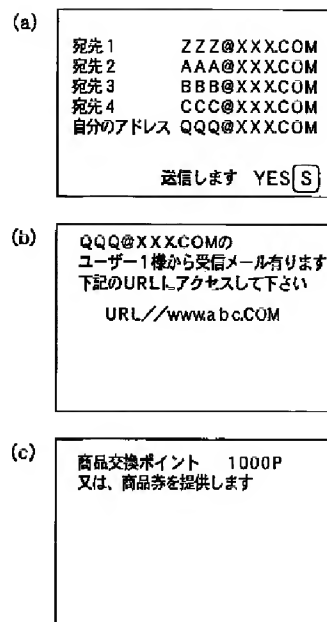 (a)
宛先1 ZZZ@XXX.COM
宛先2 AAA@XXX.COM
宛先3 BBB@XXX.COM
宛先4 CCC@XXX.COM
自分のアドレス QQQ@XXX.COM
送信します YES S
(b)
QQQ@XXX.COMの
ユーザー1様から受信メール有ります
下記のURLにアクセスして下さい
URL//www.abc.COM
(c)
商品交換ポイント 1000P
又は、商品券を提供します